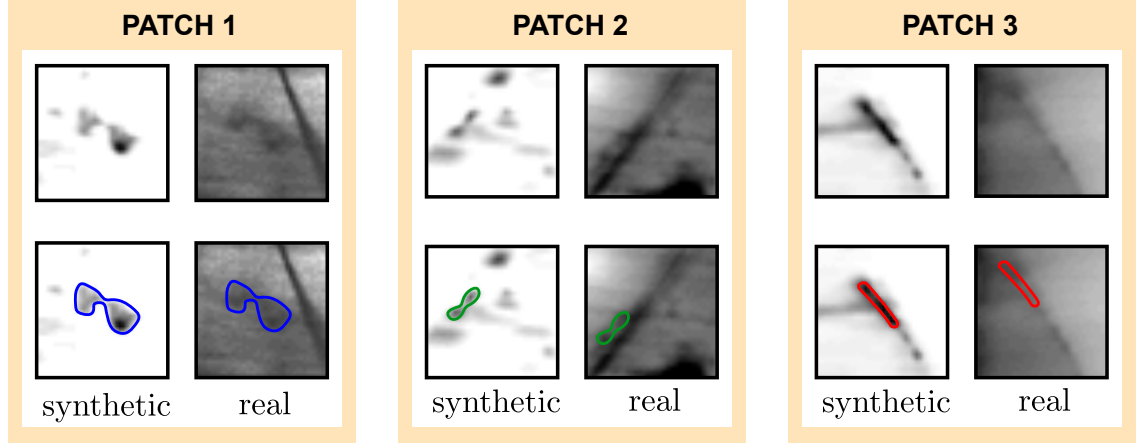 PATCH 1
PATCH 2
PATCH 3
synthetic real
synthetic real
synthetic real